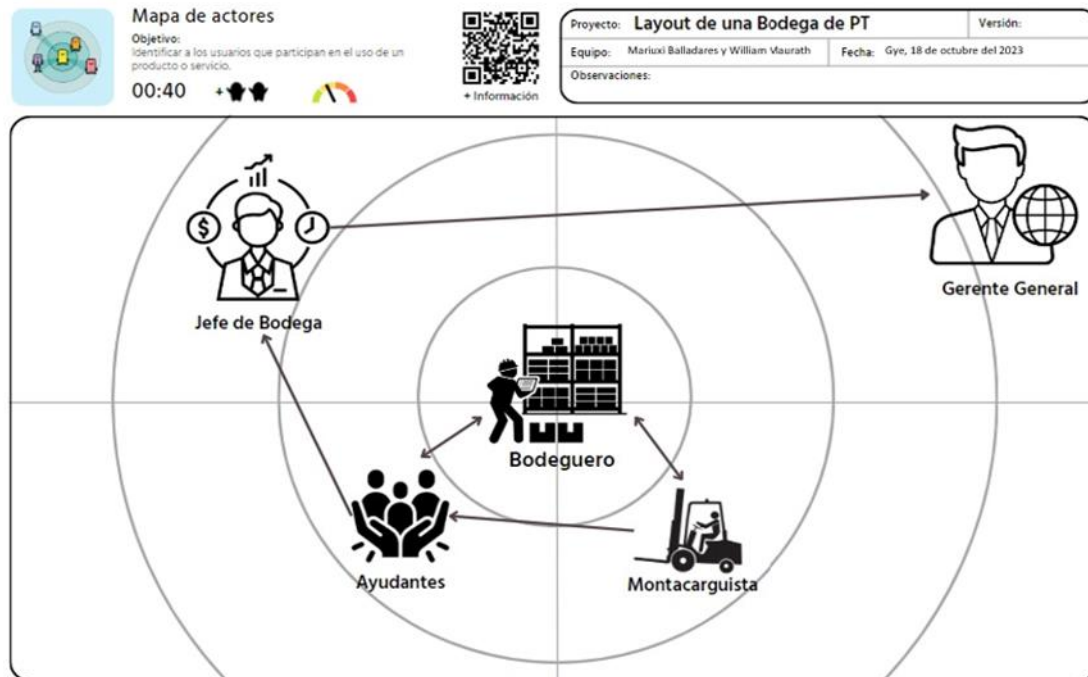 Mapa de actores
Objetivo:
Identificar a los usuarios que participan en el uso de un
producto o servicio.
00:40
+
+ Información
Proyecto: Layout de una Bodega de PT
Versión:
Equipo: Mariuxi Balladares y William Maurath
Fecha: Gye, 18 de octubre del 2023
Observaciones:
$
Jefe de Bodega
Gerente General
Bodeguero
Ayudantes
Montacarguista